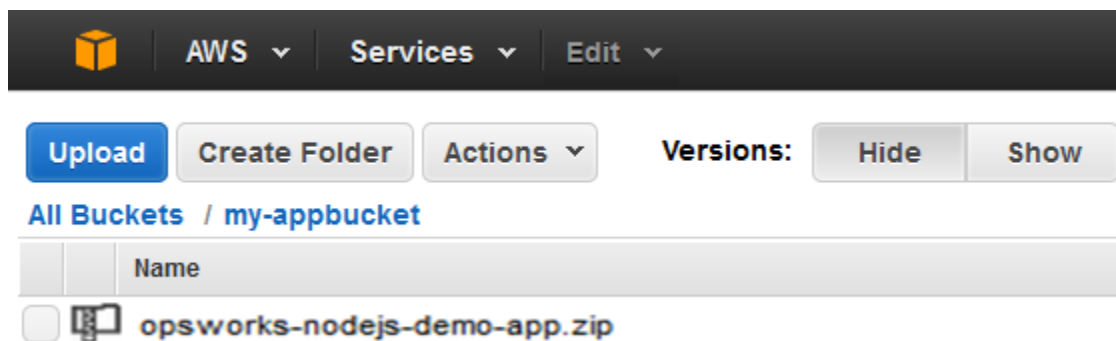 AWS Services Edit
Upload Create Folder Actions Versions: Hide Show
All Buckets / my-appbucket
Name
opsworks-nodejs-demo-app.zip